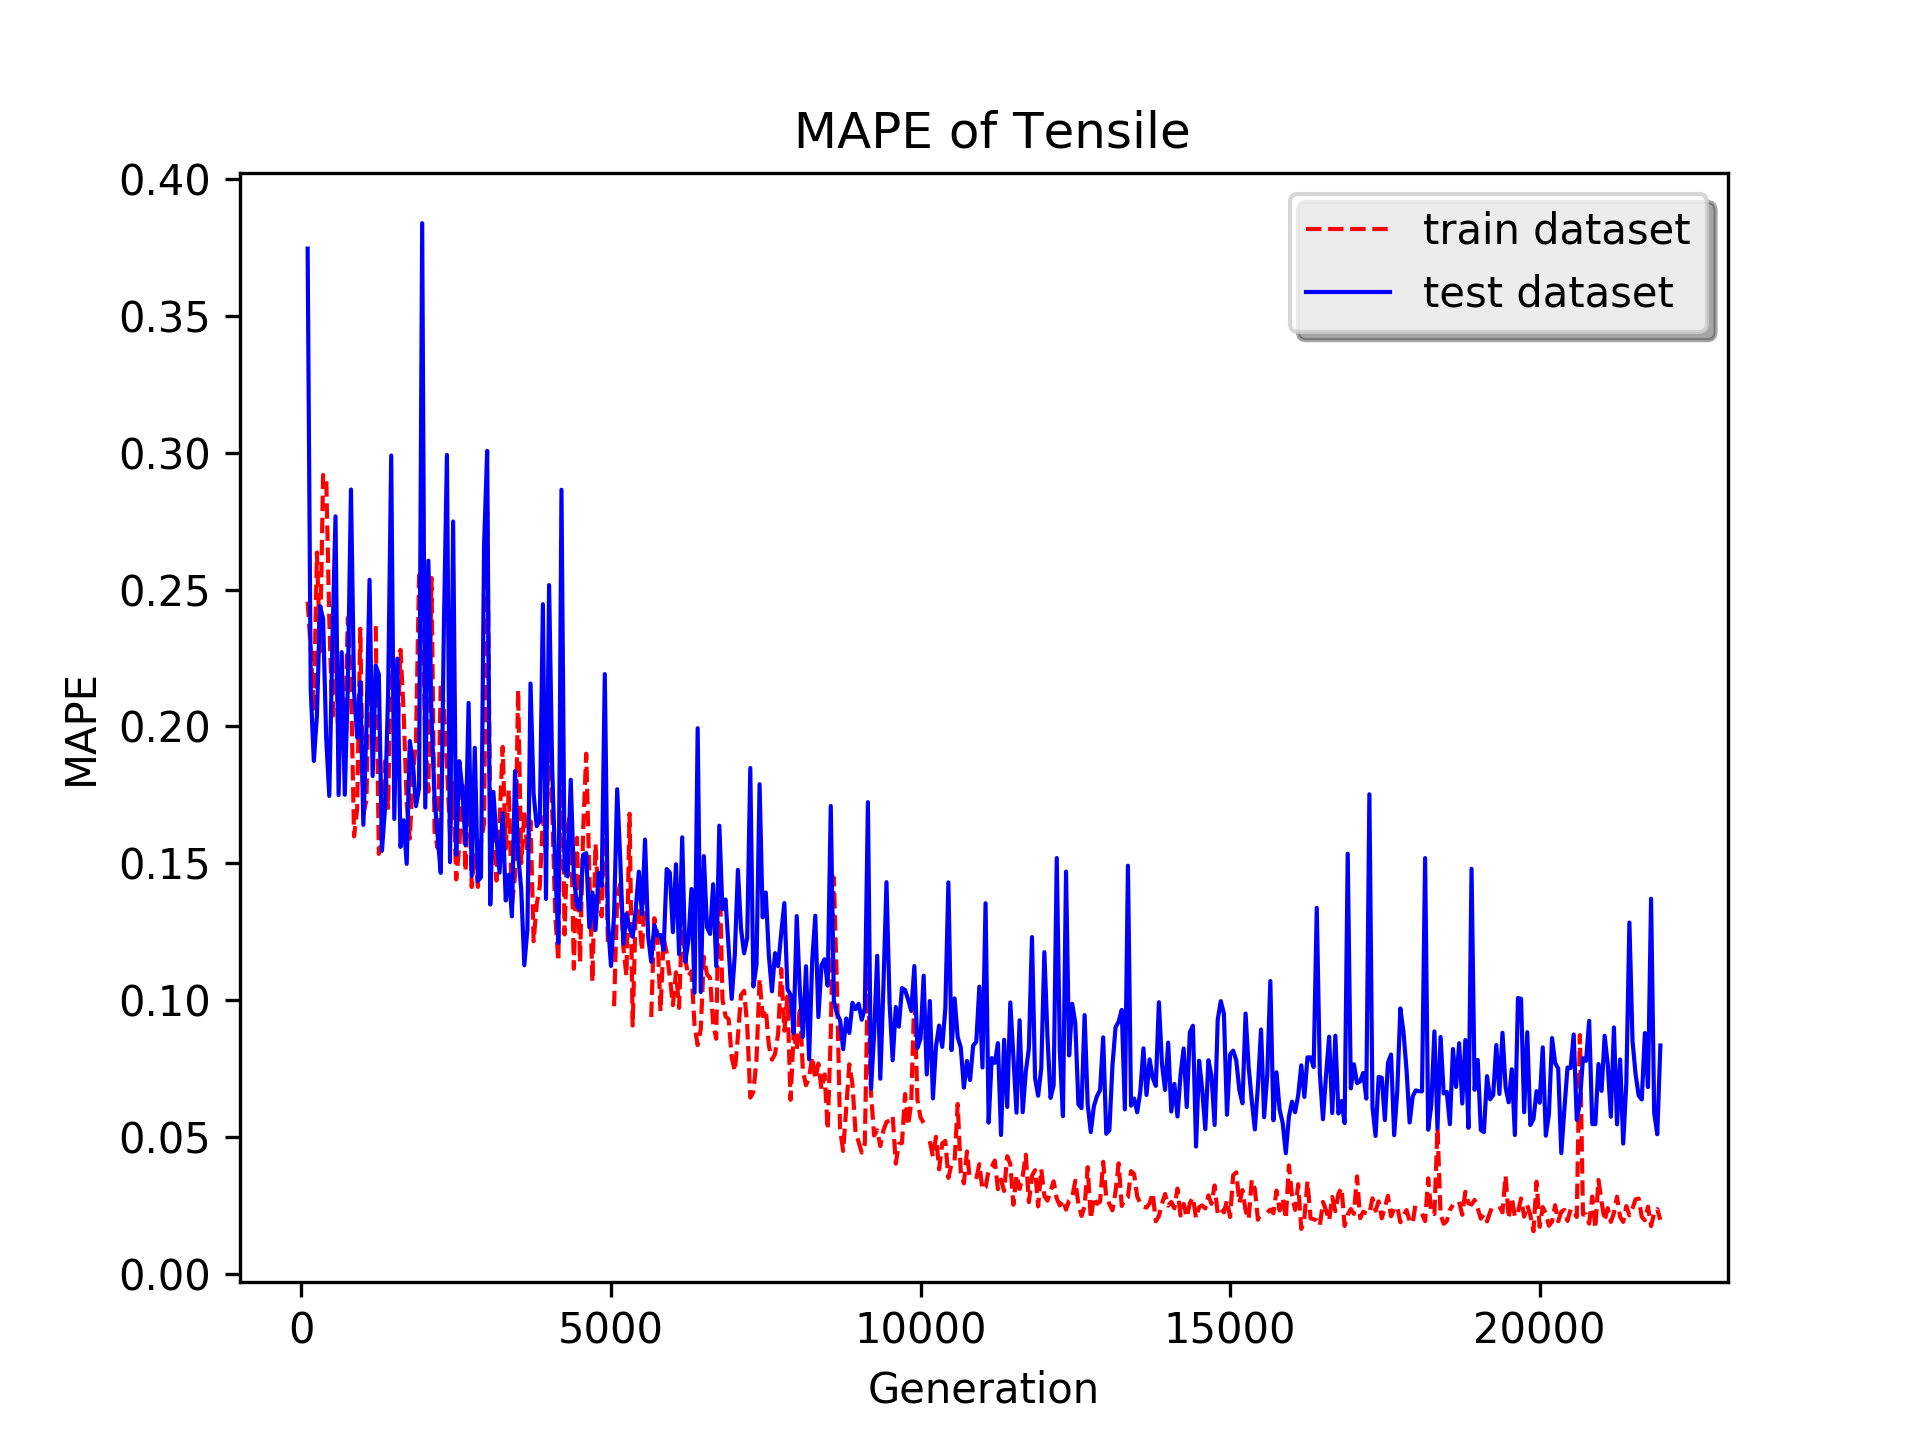 MAPE of Tensile
train dataset
test dataset
MAPE
0.40
0.35
0.30
0.25
0.20
0.15
0.10
0.05
0.00
0 5000 10000 15000 20000
Generation